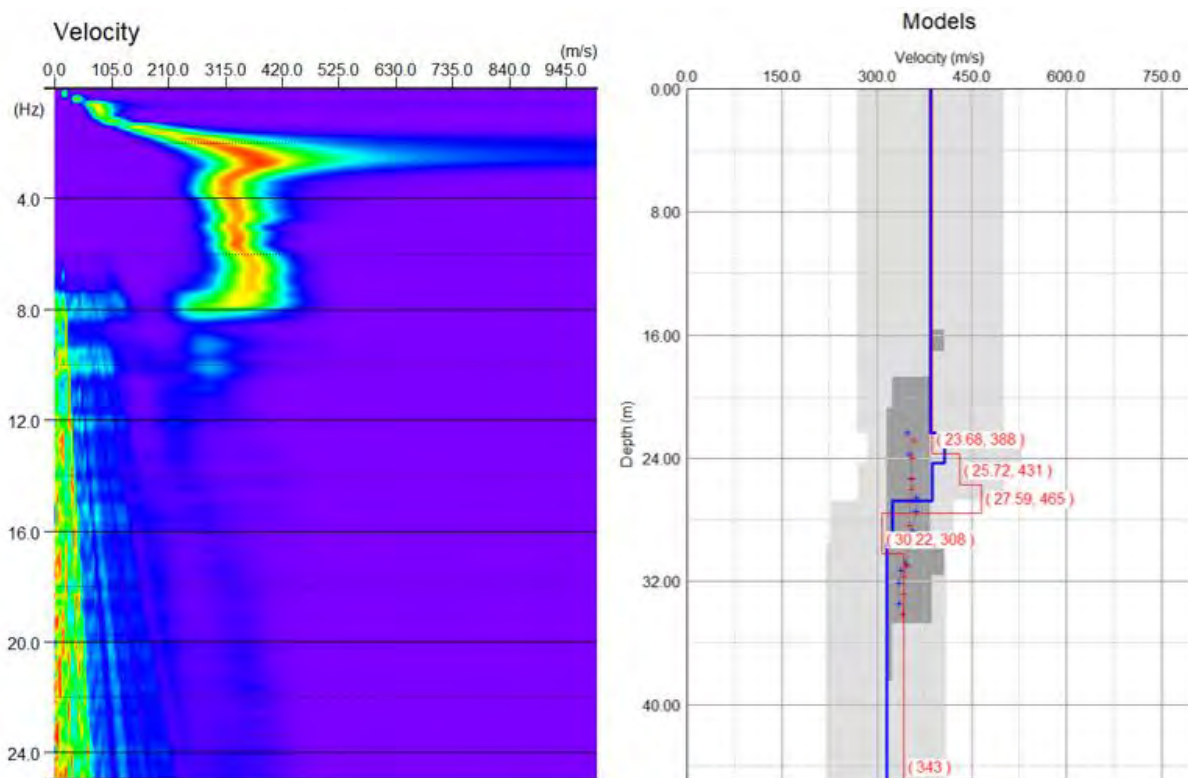 Velocity
(m/s)
0.0 105.0 210.0 315.0 420.0 525.0 630.0 735.0 840.0 945.0
(Hz)
4.0
8.0
12.0
16.0
20.0
24.0
Models
Velocity (m/s)
0.0 150.0 300.0 450.0 600.0 750.0
0.00
8.00
16.00
24.00
32.00
40.00
Depth (m)
( 23.68, 388 )
( 25.72, 431 )
( 27.59, 465 )
( 30.22, 308 )
( 343 )